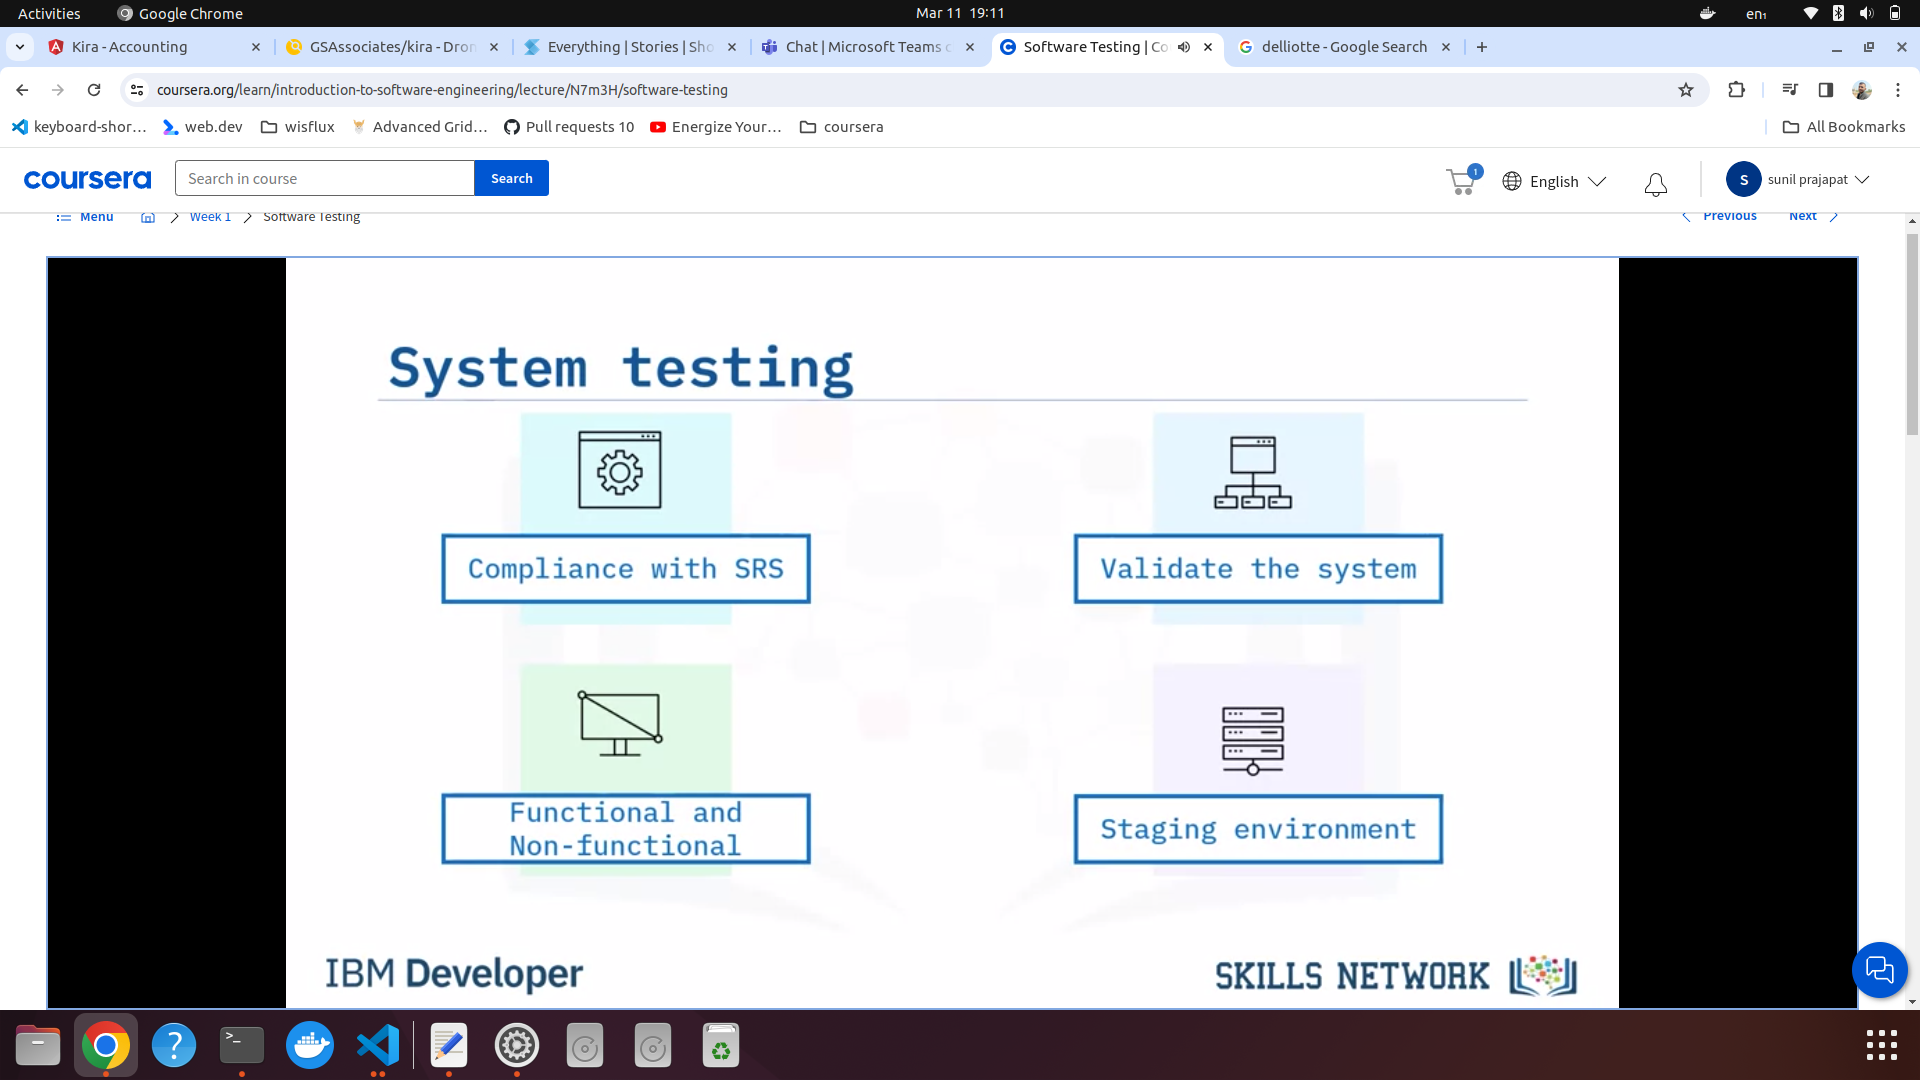 Activities Google Chrome Mar 11 19:11 en₁
Kira - Accounting GSAssociates/kira - Dron Everything | Stories | Sho Chat | Microsoft Teams c Software Testing | Co delliotte - Google Search
coursera.org/learn/introduction-to-software-engineering/lecture/N7m3H/software-testing
keyboard-shor... web.dev wisflux Advanced Grid... Pull requests 10 Energize Your... coursera All Bookmarks
coursera Search in course Search 1 English S sunil prajapat
Menu Week 1 Software Testing Previous Next
System testing
Compliance with SRS Validate the system
Functional and
Non-functional
Staging environment
IBM Developer SKILLS NETWORK